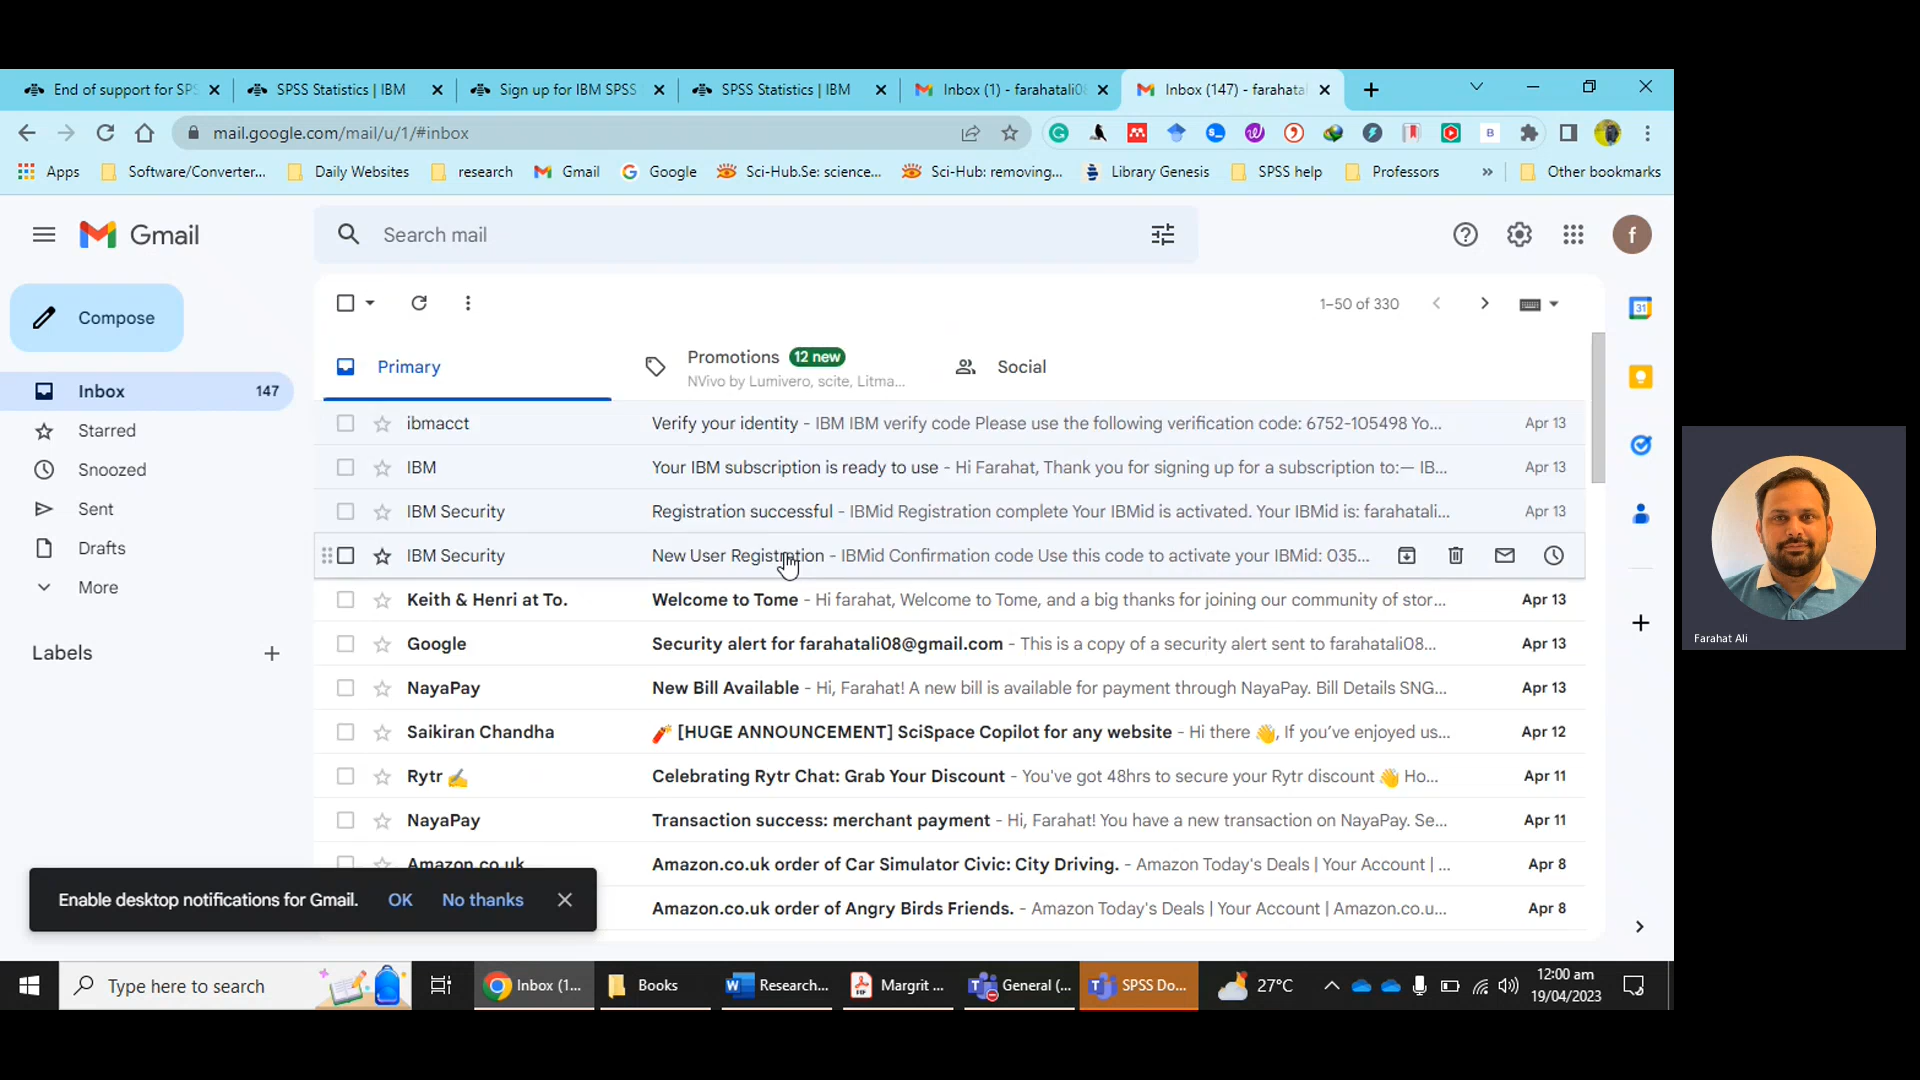 End of support for SPS
SPSS Statistics | IBM
Sign up for IBM SPSS
SPSS Statistics | IBM
Inbox (1) - farahatali08
Inbox (147) - farahata
mail.google.com/mail/u/1/#inbox
Apps
Software/Converter...
Daily Websites
research
Gmail
Google
Sci-Hub.Se: science...
Sci-Hub: removing...
Library Genesis
SPSS help
Professors
»
Other bookmarks
Gmail
Search mail
f
Compose
1–50 of 330
Primary
Promotions 12 new
NVivo by Lumivero, scite, Litma...
Social
Inbox 147
Starred
Snoozed
Sent
Drafts
More
Labels
ibmacct Verify your identity - IBM IBM verify code Please use the following verification code: 6752-105498 Yo... Apr 13
IBM Your IBM subscription is ready to use - Hi Farahat, Thank you for signing up for a subscription to:— IB... Apr 13
IBM Security Registration successful - IBMid Registration complete Your IBMid is activated. Your IBMid is: farahatali... Apr 13
IBM Security New User Registration - IBMid Confirmation code Use this code to activate your IBMid: 035...
Keith & Henri at To. Welcome to Tome - Hi farahat, Welcome to Tome, and a big thanks for joining our community of stor... Apr 13
Google Security alert for farahatali08@gmail.com - This is a copy of a security alert sent to farahatali08... Apr 13
NayaPay New Bill Available - Hi, Farahat! A new bill is available for payment through NayaPay. Bill Details SNG... Apr 13
Saikiran Chandha 🧨 [HUGE ANNOUNCEMENT] SciSpace Copilot for any website - Hi there 👋, If you've enjoyed us... Apr 12
Rytr ✍ Celebrating Rytr Chat: Grab Your Discount - You've got 48hrs to secure your Rytr discount 👋 Ho... Apr 11
NayaPay Transaction success: merchant payment - Hi, Farahat! You have a new transaction on NayaPay. Se... Apr 11
Amazon.co.uk Amazon.co.uk order of Car Simulator Civic: City Driving. - Amazon Today's Deals | Your Account | ... Apr 8
Amazon.co.uk order of Angry Birds Friends. - Amazon Today's Deals | Your Account | Amazon.co.u... Apr 8
Enable desktop notifications for Gmail. OK No thanks
31
Farahat Ali
Type here to search
Inbox (1...
Books
Research...
Margrit ...
General (...
SPSS Do...
27°C
12:00 am
19/04/2023